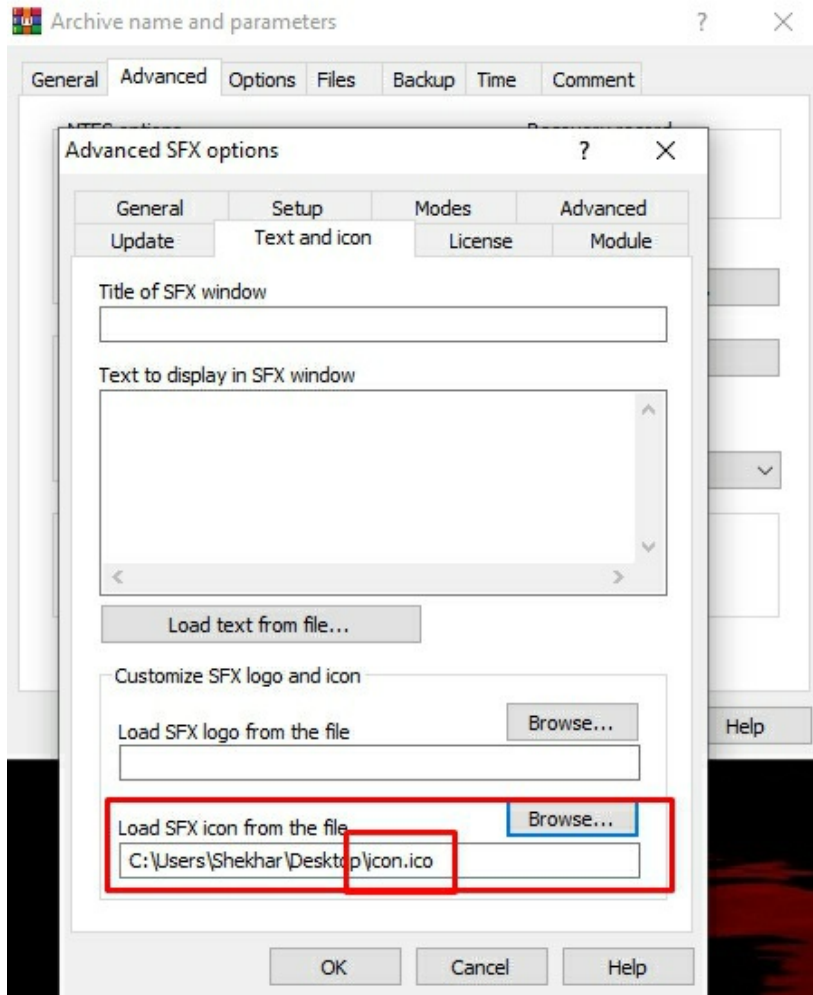 Archive name and parameters ? ×
General Advanced Options Files Backup Time Comment
Advanced SFX options ? ×
General Setup Modes Advanced
Update Text and icon License Module
Title of SFX window
Text to display in SFX window
Load text from file...
Customize SFX logo and icon
Load SFX logo from the file Browse...
Help
Load SFX icon from the file Browse...
C:\Users\Shekhar\Desktop\icon.ico
OK Cancel Help